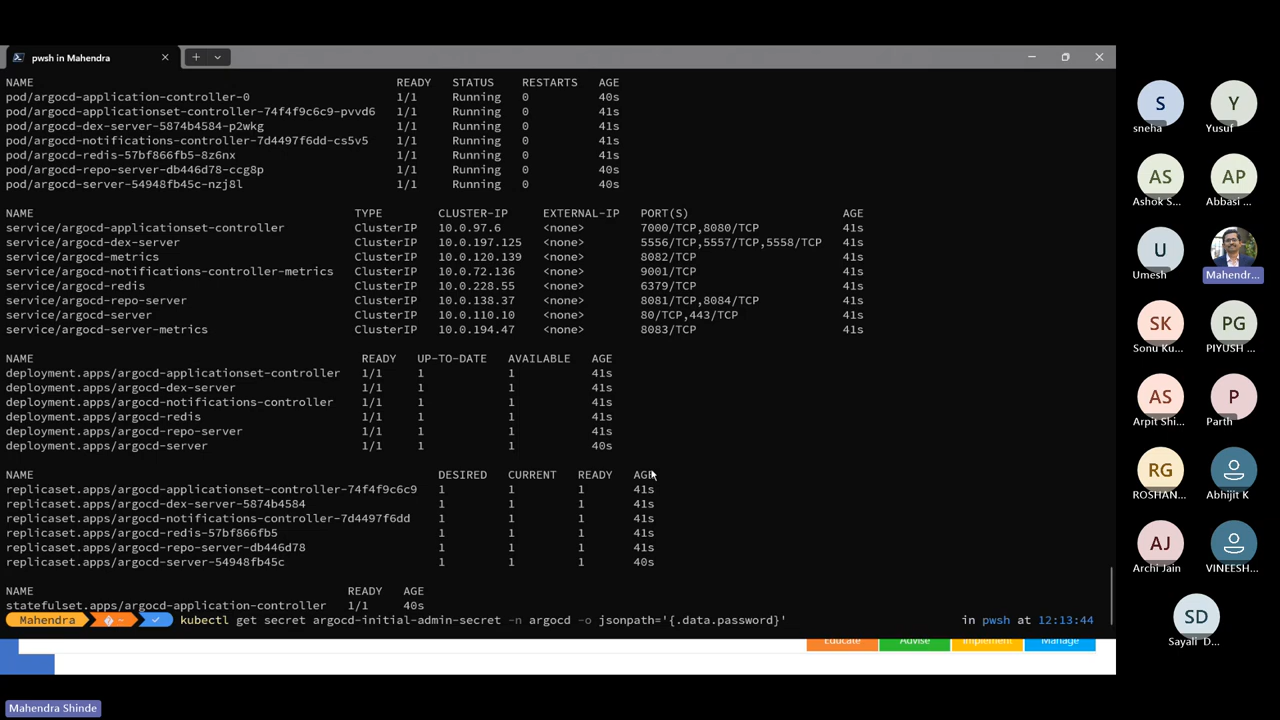 pwsh in Mahendra
NAME READY STATUS RESTARTS AGE
pod/argocd-application-controller-0 1/1 Running 0 40s
pod/argocd-applicationset-controller-74f4f9c6c9-pvvd6 1/1 Running 0 41s
pod/argocd-dex-server-5874b4584-p2wkg 1/1 Running 0 41s
pod/argocd-notifications-controller-7d4497f6dd-cs5v5 1/1 Running 0 41s
pod/argocd-redis-57bf866fb5-8z6nx 1/1 Running 0 41s
pod/argocd-repo-server-db446d78-ccg8p 1/1 Running 0 40s
pod/argocd-server-54948fb45c-nzj8l 1/1 Running 0 40s
NAME TYPE CLUSTER-IP EXTERNAL-IP PORT(S) AGE
service/argocd-applicationset-controller ClusterIP 10.0.97.6 <none> 7000/TCP,8080/TCP 41s
service/argocd-dex-server ClusterIP 10.0.197.125 <none> 5556/TCP,5557/TCP,5558/TCP 41s
service/argocd-metrics ClusterIP 10.0.120.139 <none> 8082/TCP 41s
service/argocd-notifications-controller-metrics ClusterIP 10.0.72.136 <none> 9001/TCP 41s
service/argocd-redis ClusterIP 10.0.228.55 <none> 6379/TCP 41s
service/argocd-repo-server ClusterIP 10.0.138.37 <none> 8081/TCP,8084/TCP 41s
service/argocd-server ClusterIP 10.0.110.10 <none> 80/TCP,443/TCP 41s
service/argocd-server-metrics ClusterIP 10.0.194.47 <none> 8083/TCP 41s
NAME READY UP-TO-DATE AVAILABLE AGE
deployment.apps/argocd-applicationset-controller 1/1 1 1 41s
deployment.apps/argocd-dex-server 1/1 1 1 41s
deployment.apps/argocd-notifications-controller 1/1 1 1 41s
deployment.apps/argocd-redis 1/1 1 1 41s
deployment.apps/argocd-repo-server 1/1 1 1 41s
deployment.apps/argocd-server 1/1 1 1 40s
NAME DESIRED CURRENT READY AGE
replicaset.apps/argocd-applicationset-controller-74f4f9c6c9 1 1 1 41s
replicaset.apps/argocd-dex-server-5874b4584 1 1 1 41s
replicaset.apps/argocd-notifications-controller-7d4497f6dd 1 1 1 41s
replicaset.apps/argocd-redis-57bf866fb5 1 1 1 41s
replicaset.apps/argocd-repo-server-db446d78 1 1 1 41s
replicaset.apps/argocd-server-54948fb45c 1 1 1 40s
NAME READY AGE
statefulset.apps/argocd-application-controller 1/1 40s
Mahendra ~ ✓ kubectl get secret argocd-initial-admin-secret -n argocd -o jsonpath='{.data.password}' in pwsh at 12:13:44
Educate Advise Implement Manage
Mahendra Shinde
S Y
sneha Yusuf
AS AP
Ashok S... Abbasi ...
U
Umesh Mahendr...
SK PG
Sonu Ku... PIYUSH ...
AS P
Arpit Shi... Parth
RG
ROSHAN... Abhijit K
AJ
Archi Jain VINEESH...
SD
Sayali D...